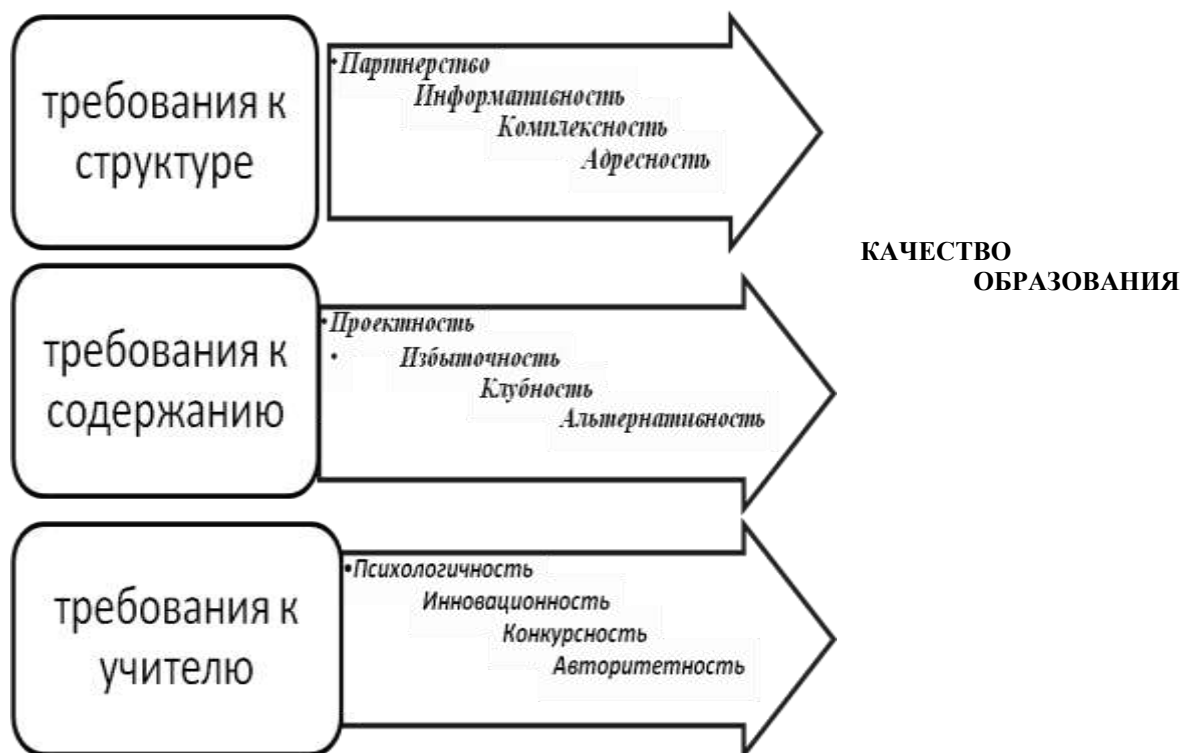 требования к
структуре
•Партнерство
Информативность
Комплексность
Адресность
КАЧЕСТВО
ОБРАЗОВАНИЯ
требования к
содержанию
•Проектность
• Избыточность
Клубность
Альтернативность
требования к
учителю
•Психологичность
Инновационность
Конкурсность
Авторитетность